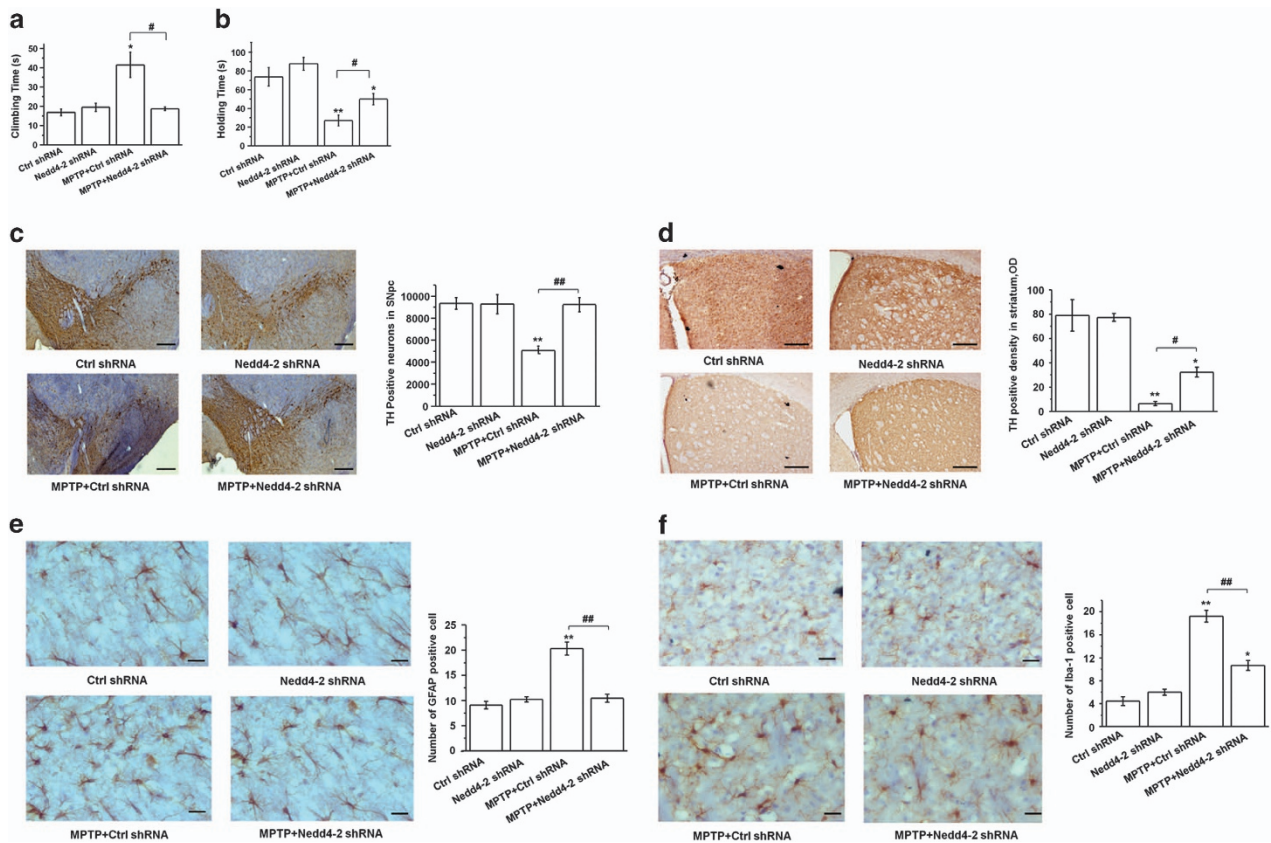 a
#
*
Climbing Time (s)
50
40
30
20
10
0
Ctrl shRNA
Nedd4-2 shRNA
MPTP+Ctrl shRNA
MPTP+Nedd4-2 shRNA
b
#
**
*
Holding Time (s)
100
80
60
40
20
0
Ctrl shRNA
Nedd4-2 shRNA
MPTP+Ctrl shRNA
MPTP+Nedd4-2 shRNA
c
Ctrl shRNA
Nedd4-2 shRNA
MPTP+Ctrl shRNA
MPTP+Nedd4-2 shRNA
##
**
TH Positive neurons in SNpc
10000
8000
6000
4000
2000
0
Ctrl shRNA
Nedd4-2 shRNA
MPTP+Ctrl shRNA
MPTP+Nedd4-2 shRNA
d
Ctrl shRNA
Nedd4-2 shRNA
MPTP+Ctrl shRNA
MPTP+Nedd4-2 shRNA
#
**
*
TH positive density in striatum,OD
100
80
60
40
20
0
Ctrl shRNA
Nedd4-2 shRNA
MPTP+Ctrl shRNA
MPTP+Nedd4-2 shRNA
e
Ctrl shRNA
Nedd4-2 shRNA
MPTP+Ctrl shRNA
MPTP+Nedd4-2 shRNA
##
**
Number of GFAP positive cell
25
20
15
10
5
0
Ctrl shRNA
Nedd4-2 shRNA
MPTP+Ctrl shRNA
MPTP+Nedd4-2 shRNA
f
Ctrl shRNA
Nedd4-2 shRNA
MPTP+Ctrl shRNA
MPTP+Nedd4-2 shRNA
##
**
*
Number of Iba-1 positive cell
20
16
12
8
4
0
Ctrl shRNA
Nedd4-2 shRNA
MPTP+Ctrl shRNA
MPTP+Nedd4-2 shRNA